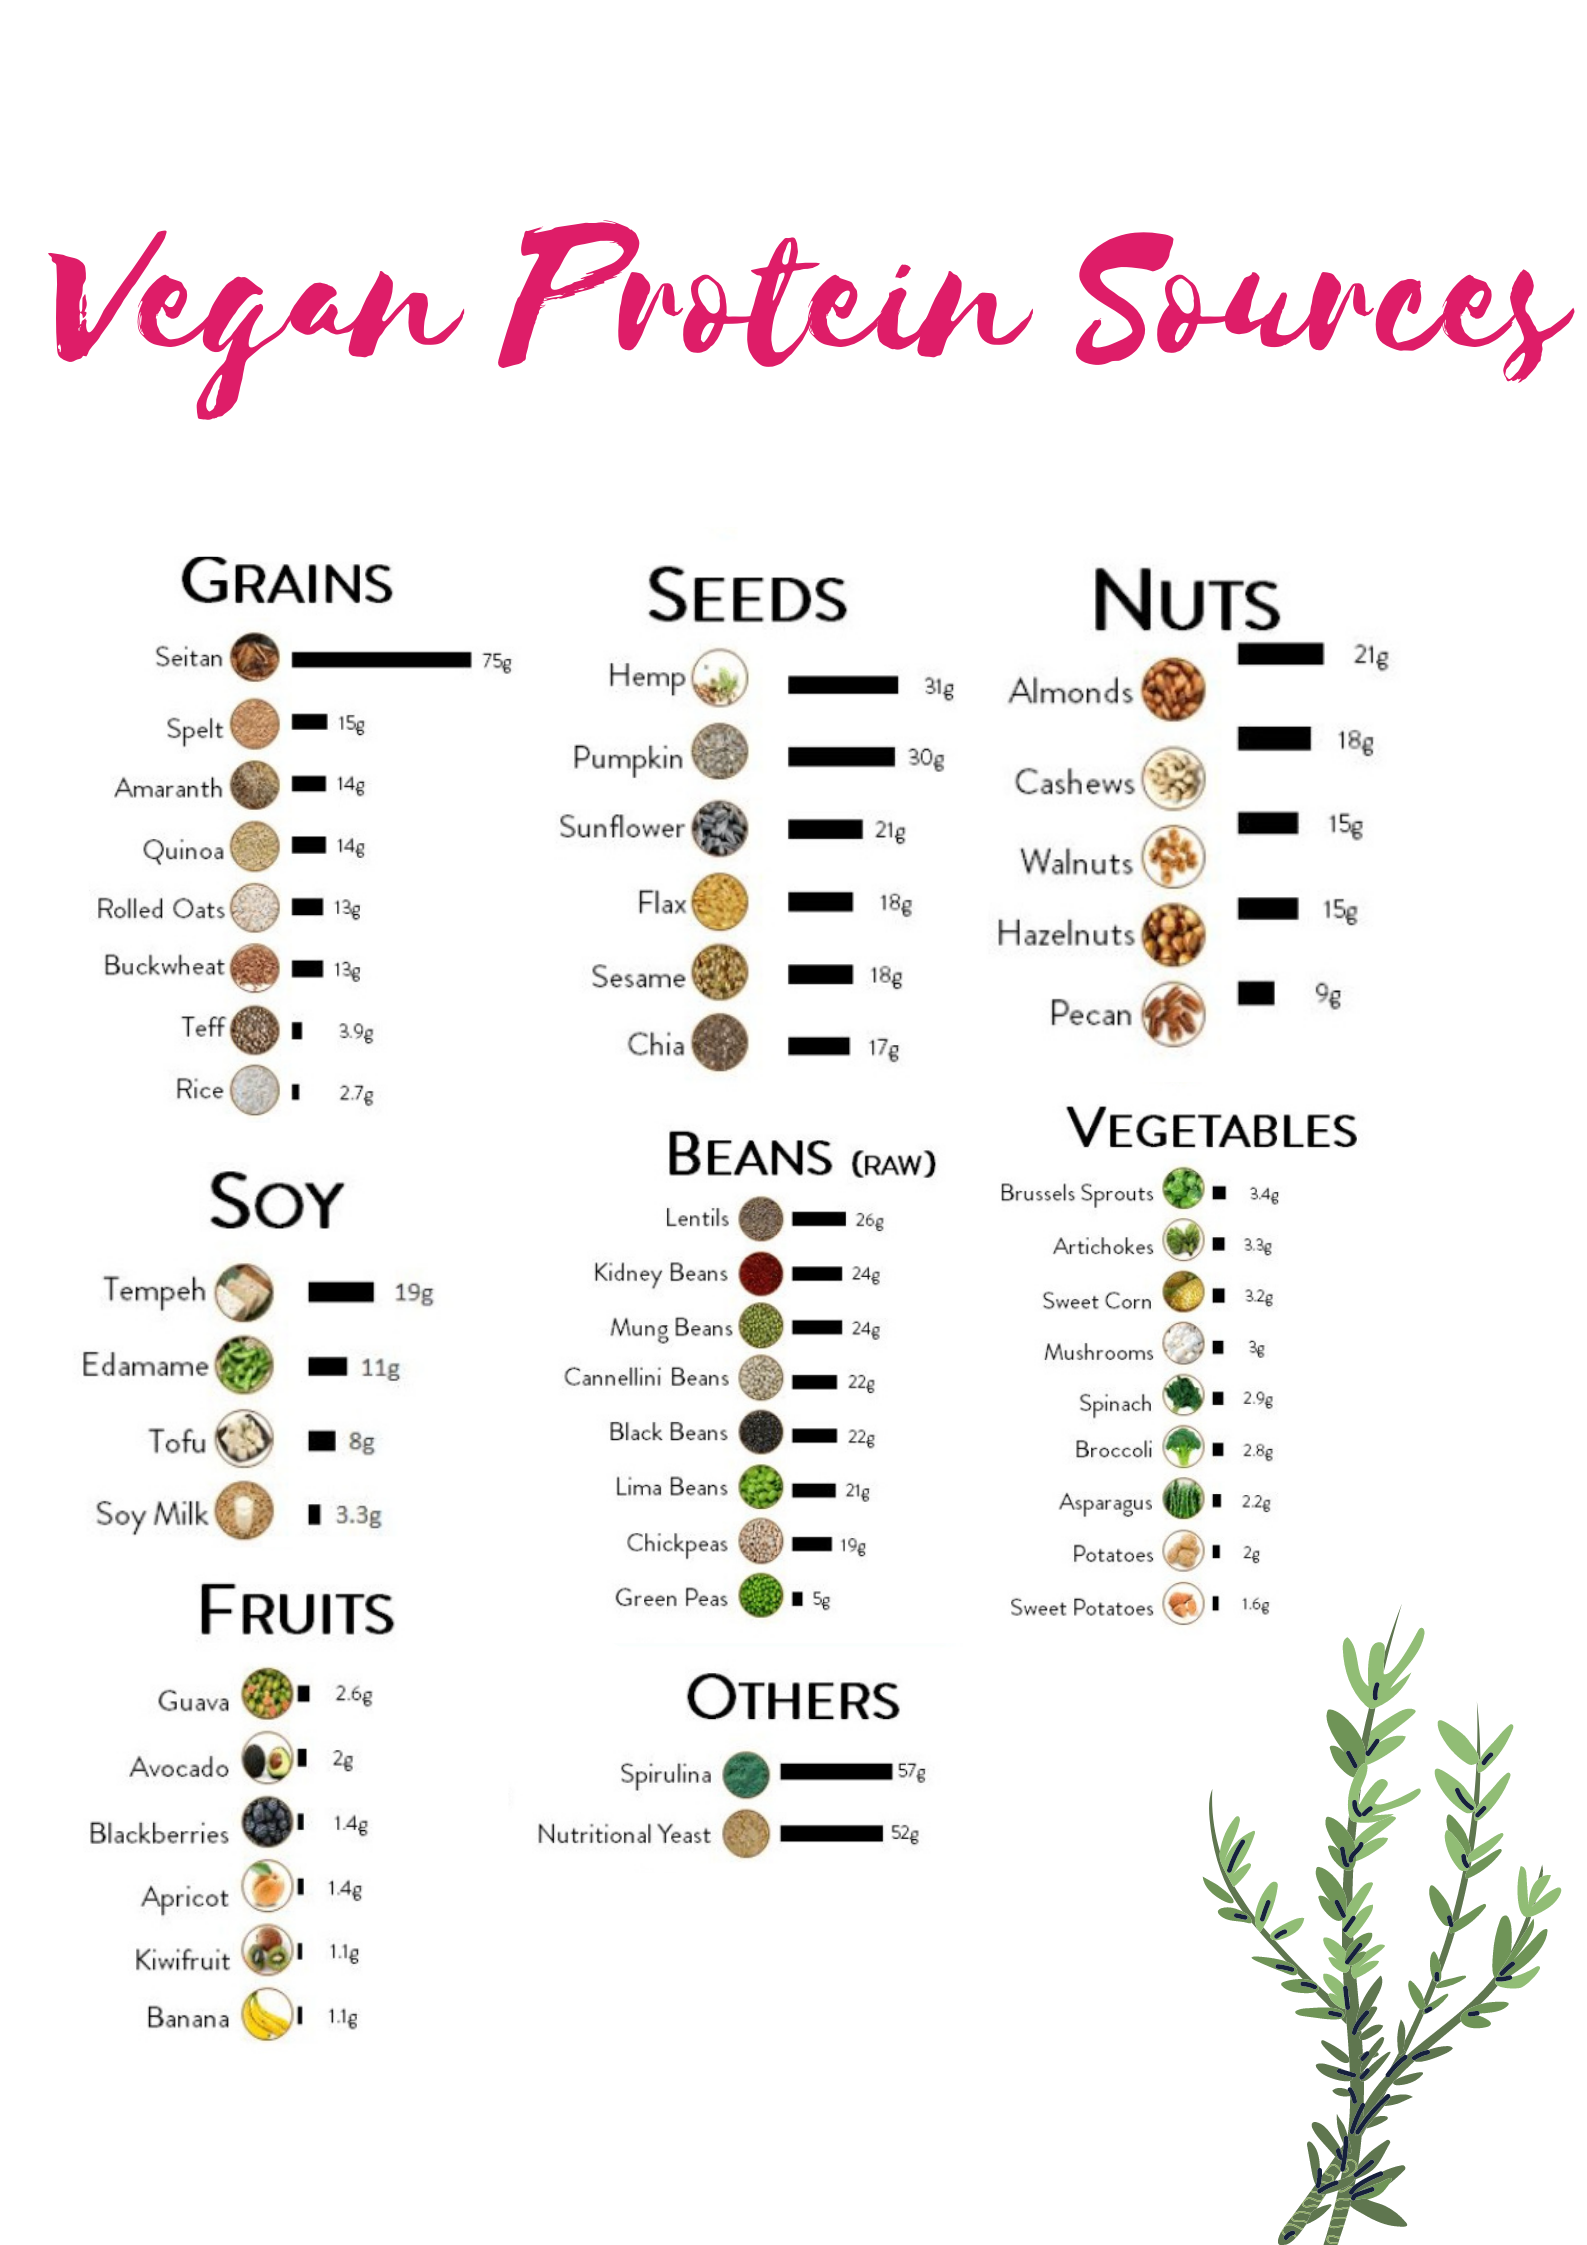 Vegan Protein Sources
GRAINS
Seitan 75g
Spelt 15g
Amaranth 14g
Quinoa 14g
Rolled Oats 13g
Buckwheat 13g
Teff 3.9g
Rice 2.7g
SEEDS
Hemp 31g
Pumpkin 30g
Sunflower 21g
Flax 18g
Sesame 18g
Chia 17g
NUTS
Almonds 21g
Cashews 18g
Walnuts 15g
Hazelnuts 15g
Pecan 9g
SOY
Tempeh 19g
Edamame 11g
Tofu 8g
Soy Milk 3.3g
BEANS (RAW)
Lentils 26g
Kidney Beans 24g
Mung Beans 24g
Cannellini Beans 22g
Black Beans 22g
Lima Beans 21g
Chickpeas 19g
Green Peas 5g
VEGETABLES
Brussels Sprouts 3.4g
Artichokes 3.3g
Sweet Corn 3.2g
Mushrooms 3g
Spinach 2.9g
Broccoli 2.8g
Asparagus 2.2g
Potatoes 2g
Sweet Potatoes 1.6g
FRUITS
Guava 2.6g
Avocado 2g
Blackberries 1.4g
Apricot 1.4g
Kiwifruit 1.1g
Banana 1.1g
OTHERS
Spirulina 57g
Nutritional Yeast 52g